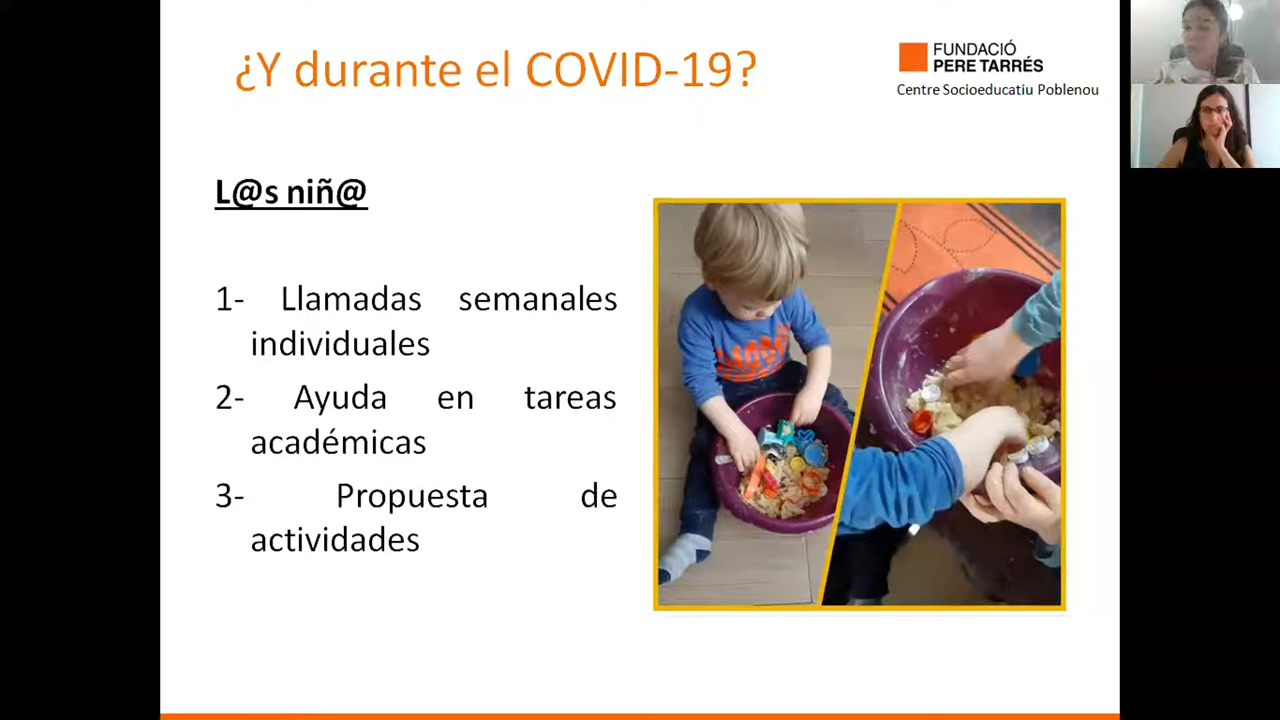 ¿Y durante el COVID-19?
FUNDACIÓ
PERE TARRÉS
Centre Socioeducatiu Poblenou
L@s niñ@
1- Llamadas semanales
individuales
2- Ayuda en tareas
académicas
3- Propuesta de
actividades